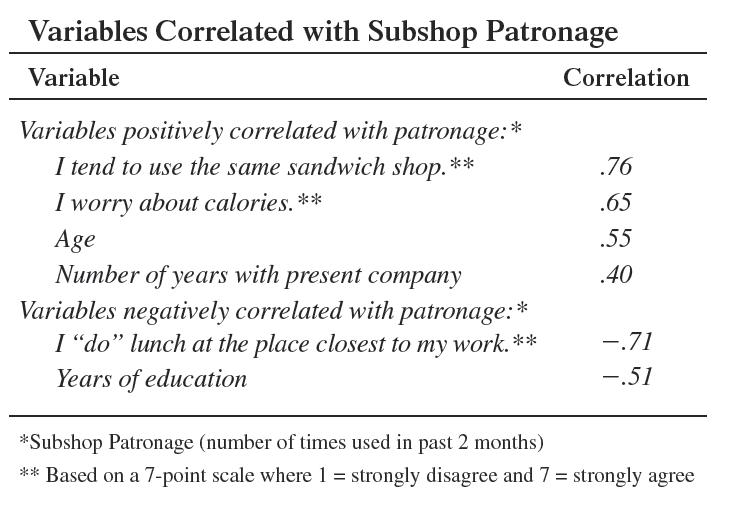 Variables Correlated with Subshop Patronage
Variable Correlation
Variables positively correlated with patronage:*
I tend to use the same sandwich shop.** .76
I worry about calories.** .65
Age .55
Number of years with present company .40
Variables negatively correlated with patronage:*
I “do” lunch at the place closest to my work.** −.71
Years of education −.51
*Subshop Patronage (number of times used in past 2 months)
** Based on a 7-point scale where 1 = strongly disagree and 7 = strongly agree